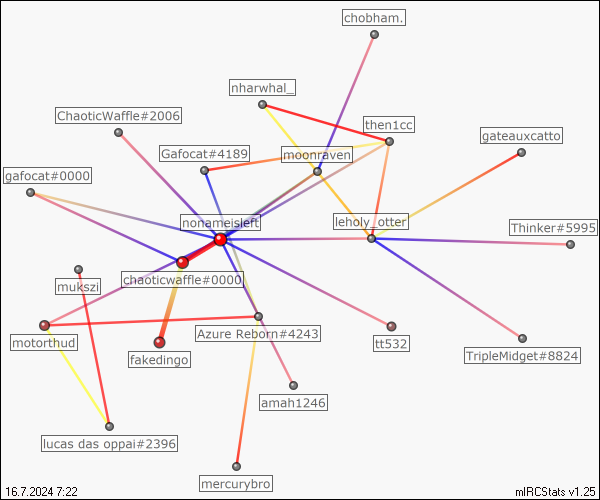 chobham.
nharwhal_
ChaoticWaffle#2006
then1cc
gateauxcatto
Gafocat#4189
moonraven
gafocat#0000
nonameisleft
leholy_otter
Thinker#5995
chaoticwaffle#0000
mukszi
Azure Reborn#4243
motorthud
tt532
fakedingo
TripleMidget#8824
amah1246
lucas das oppai#2396
mercurybro
16.7.2024 7:22
mIRCStats v1.25